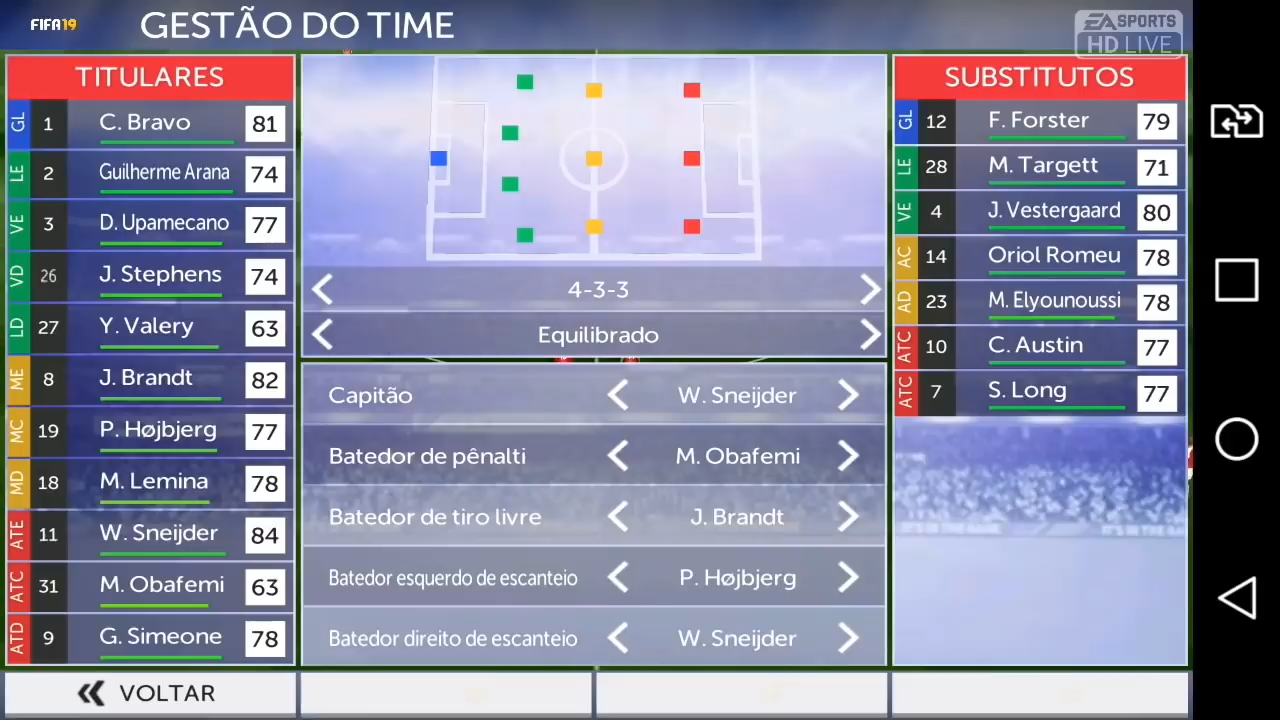 FIFA 19
GESTÃO DO TIME
EA SPORTS
HD LIVE
TITULARES
GL 1 C. Bravo 81
LE 2 Guilherme Arana 74
VE 3 D. Upamecano 77
VD 26 J. Stephens 74
LD 27 Y. Valery 63
ME 8 J. Brandt 82
MC 19 P. Højbjerg 77
MD 18 M. Lemina 78
ATE 11 W. Sneijder 84
ATC 31 M. Obafemi 63
ATD 9 G. Simeone 78
4-3-3
Equilibrado
Capitão W. Sneijder
Batedor de pênalti M. Obafemi
Batedor de tiro livre J. Brandt
Batedor esquerdo de escanteio P. Højbjerg
Batedor direito de escanteio W. Sneijder
SUBSTITUTOS
GL 12 F. Forster 79
LE 28 M. Targett 71
VE 4 J. Vestergaard 80
AC 14 Oriol Romeu 78
AD 23 M. Elyounoussi 78
ATC 10 C. Austin 77
ATC 7 S. Long 77
VOLTAR